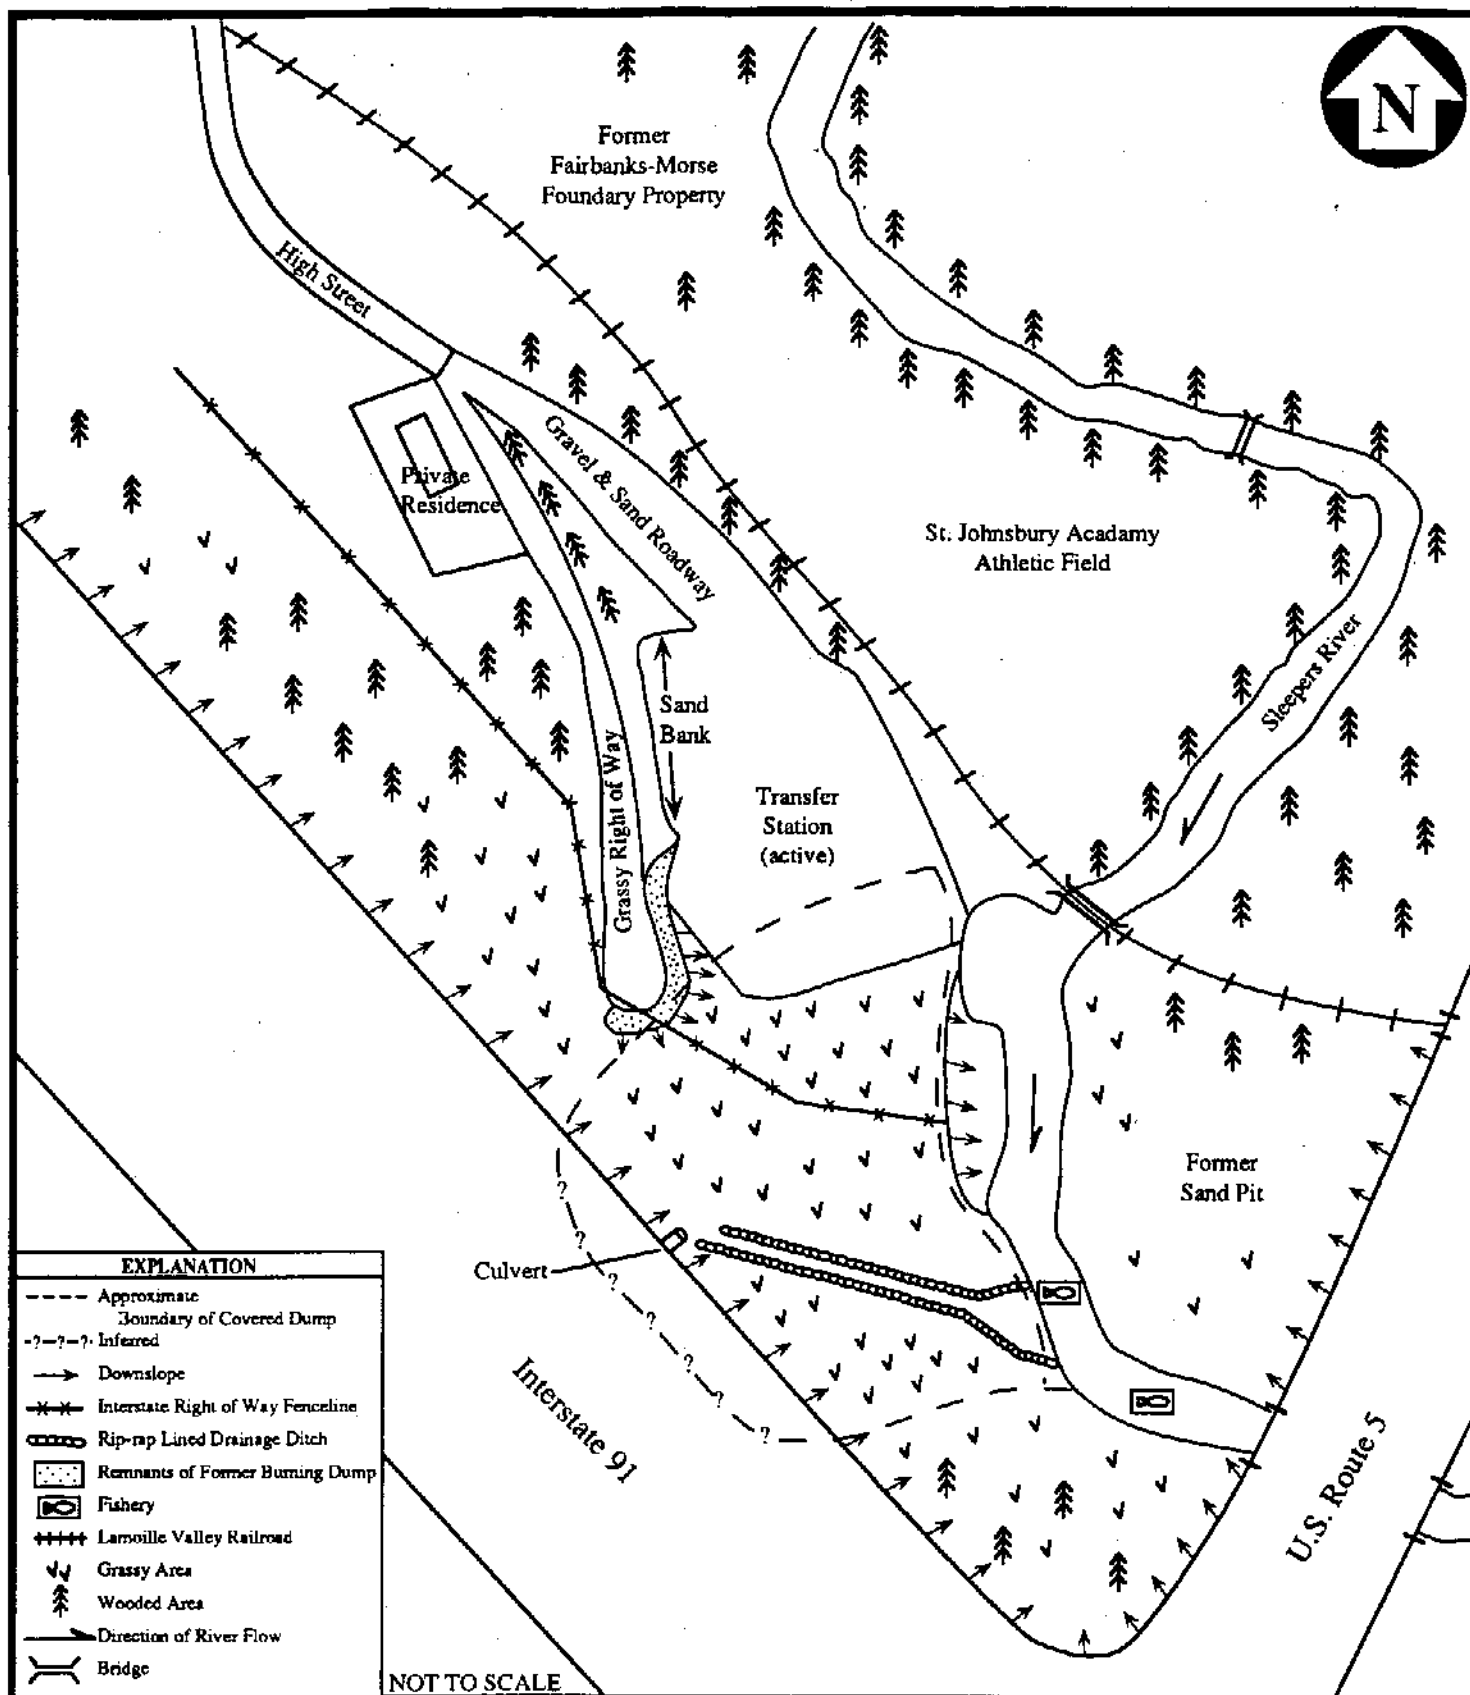 N
Former
Fairbanks-Morse
Foundary Property
High Street
Gravel & Sand Roadway
Private
Residence
St. Johnsbury Acadamy
Athletic Field
Sleepers River
Sand
Bank
Grassy Right of Way
Transfer
Station
(active)
Former
Sand Pit
Culvert
?
?
?
?
?
?
?
Interstate 91
U.S. Route 5
EXPLANATION
Approximate
Boundary of Covered Dump
-?-?-?- Inferred
Downslope
Interstate Right of Way Fenceline
Rip-rap Lined Drainage Ditch
Remnants of Former Burning Dump
Fishery
Lamoille Valley Railroad
Grassy Area
Wooded Area
Direction of River Flow
Bridge
NOT TO SCALE